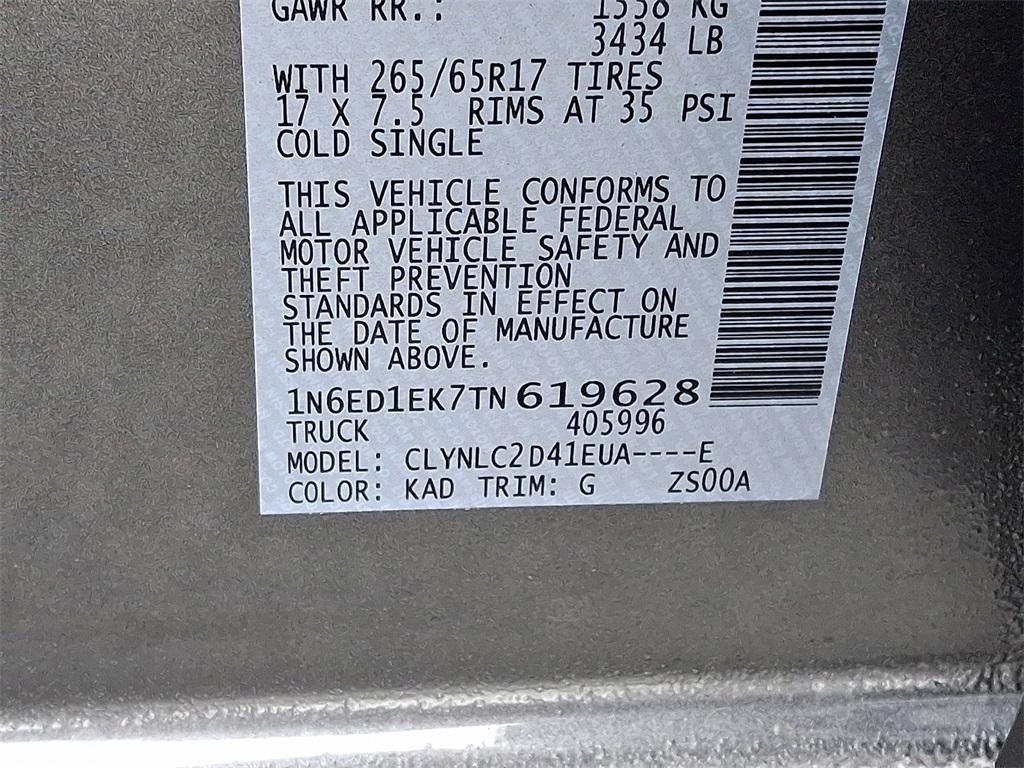 GAWR RR.: 1558 KG
3434 LB
WITH 265/65R17 TIRES
17 X 7.5 RIMS AT 35 PSI
COLD SINGLE
THIS VEHICLE CONFORMS TO
ALL APPLICABLE FEDERAL
MOTOR VEHICLE SAFETY AND
THEFT PREVENTION
STANDARDS IN EFFECT ON
THE DATE OF MANUFACTURE
SHOWN ABOVE.
1N6ED1EK7TN619628
TRUCK 405996
MODEL: CLYNLC2D41EUA----E
COLOR: KAD TRIM: G ZS00A